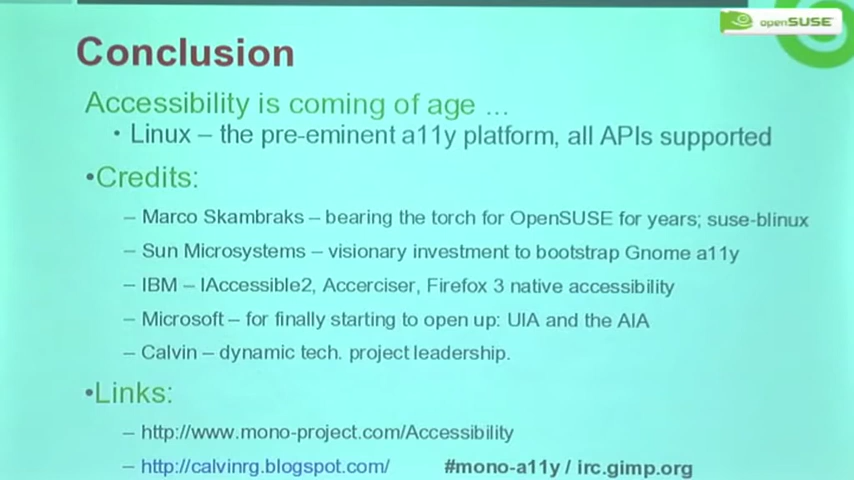 openSUSE
Conclusion
Accessibility is coming of age ...
• Linux – the pre-eminent a11y platform, all APIs supported
•Credits:
– Marco Skambraks – bearing the torch for OpenSUSE for years; suse-blinux
– Sun Microsystems – visionary investment to bootstrap Gnome a11y
– IBM – IAccessible2, Accerciser, Firefox 3 native accessibility
– Microsoft – for finally starting to open up: UIA and the AIA
– Calvin – dynamic tech. project leadership.
•Links:
– http://www.mono-project.com/Accessibility
– http://calvinrg.blogspot.com/ #mono-a11y / irc.gimp.org